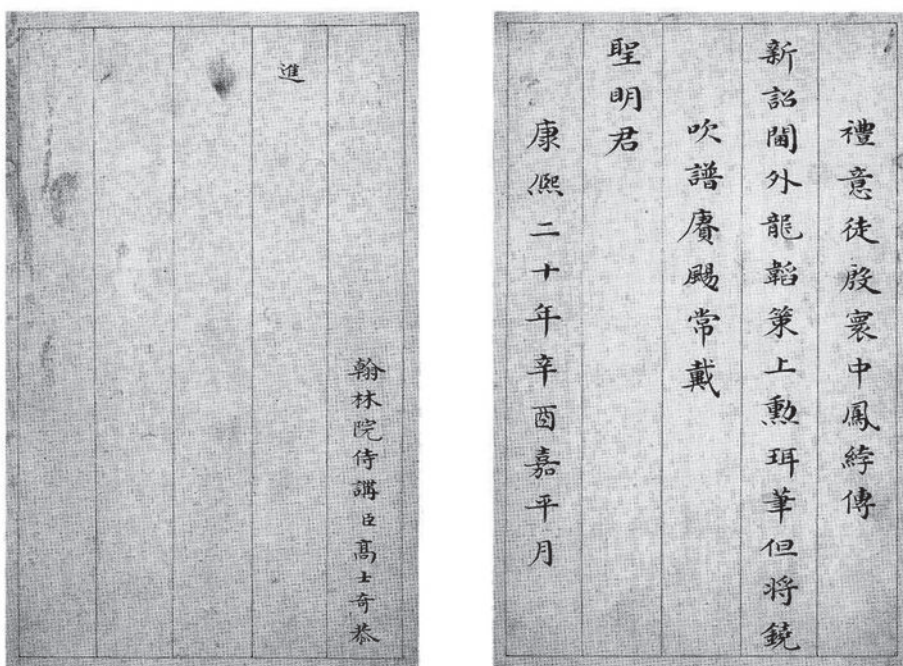 禮意徒殷寰中鳳綍傳
新詔閫外龍韜策上勲珥筆但將鐃
吹譜賡颺常戴
聖明君
康熙二十年辛酉嘉平月
翰林院侍講臣高士奇恭
進